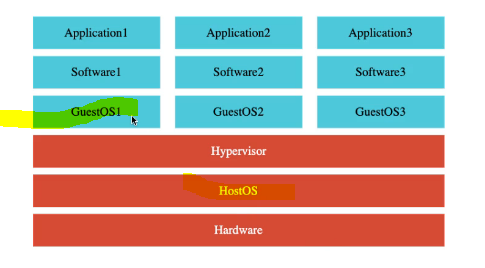 Application1 Application2 Application3
Software1 Software2 Software3
GuestOS1 GuestOS2 GuestOS3
Hypervisor
HostOS
Hardware